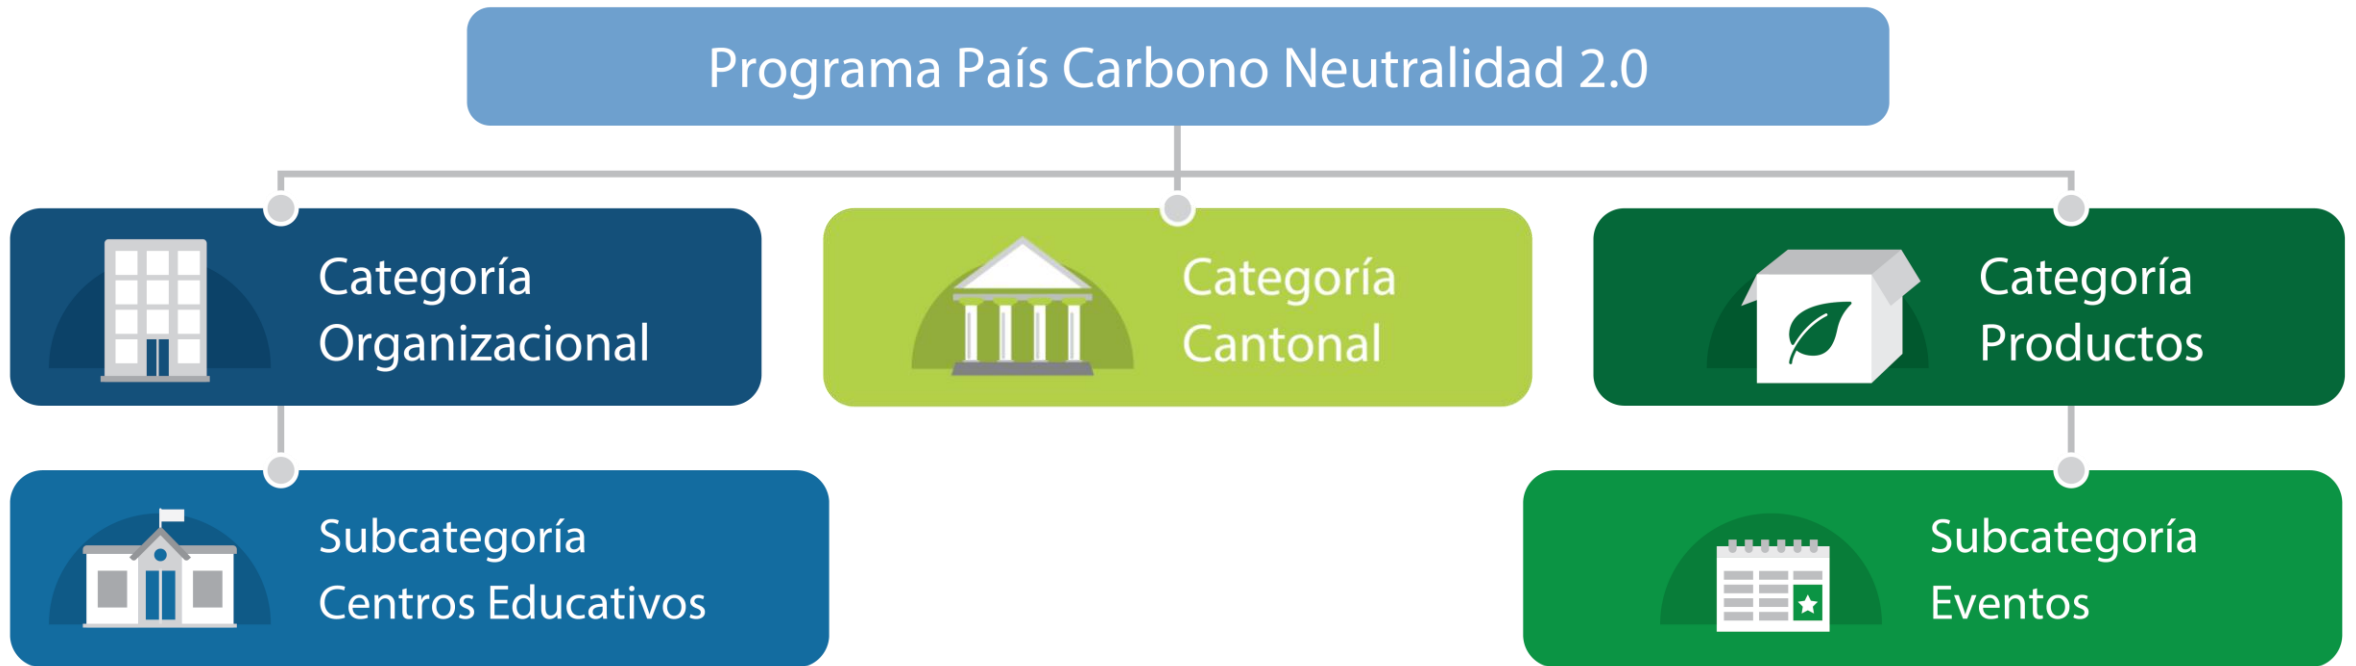 Programa País Carbono Neutralidad 2.0
Categoría
Organizacional
Categoría
Cantonal
Categoría
Productos
Subcategoría
Centros Educativos
Subcategoría
Eventos